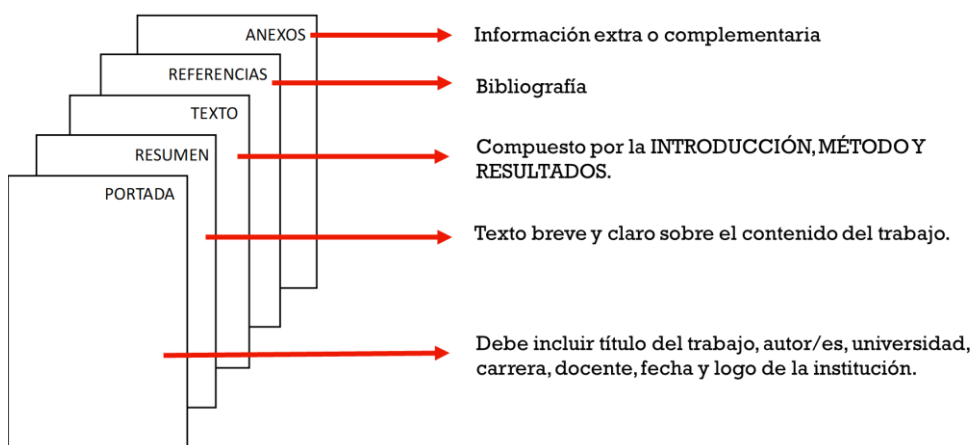 ANEXOS
Información extra o complementaria
REFERENCIAS
Bibliografía
TEXTO
Compuesto por la INTRODUCCIÓN, MÉTODO Y
RESULTADOS.
RESUMEN
Texto breve y claro sobre el contenido del trabajo.
PORTADA
Debe incluir título del trabajo, autor/es, universidad,
carrera, docente, fecha y logo de la institución.